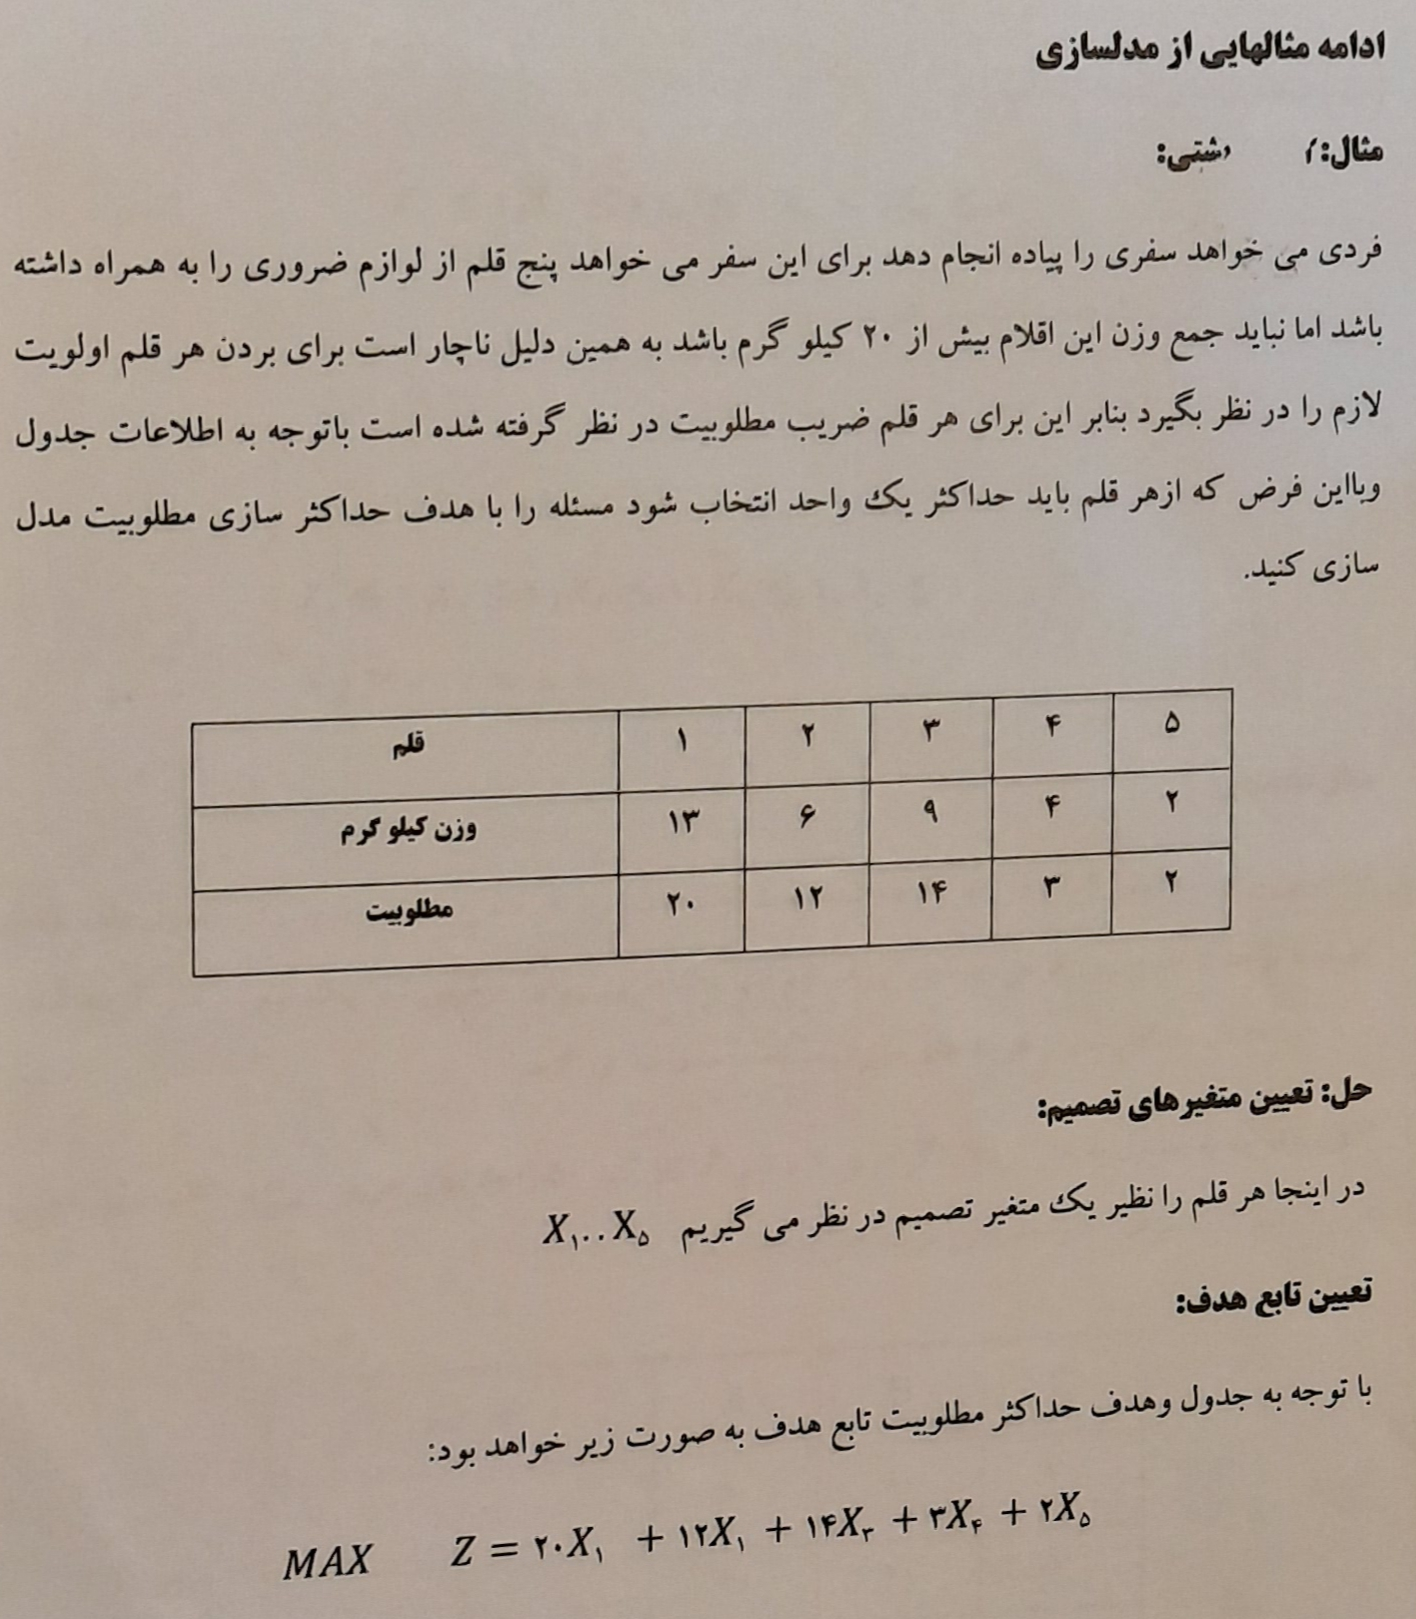 ادامه مثالهایی از مدلسازی
مثال:
فردی می خواهد سفری را پیاده انجام دهد برای این سفر می خواهد پنج قلم از لوازم ضروری را به همراه داشته
باشد اما نباید جمع وزن این اقلام بیش از ۲۰ کیلو گرم باشد به همین دلیل ناچار است برای بردن هر قلم اولویت
لازم را در نظر بگیرد بنابر این برای هر قلم ضریب مطلوبیت در نظر گرفته شده است باتوجه به اطلاعات جدول
وبااین فرض که ازهر قلم باید حداکثر یک واحد انتخاب شود مسئله را با هدف حداکثر سازی مطلوبیت مدل
سازی کنید.
قلم ۱ ۲ ۳ ۴ ۵
وزن کیلو گرم ۱۳ ۶ ۹ ۴ ۲
مطلوبیت ۲۰ ۱۲ ۱۴ ۳ ۲
حل: تعیین متغیرهای تصمیم:
در اینجا هر قلم را نظیر یک متغیر تصمیم در نظر می گیریم X₁..X₅
تعیین تابع هدف:
با توجه به جدول وهدف حداکثر مطلوبیت تابع هدف به صورت زیر خواهد بود:
MAX Z = ۲۰X₁ + ۱۲X₁ + ۱۴X₃ + ۳X₄ + ۲X₅